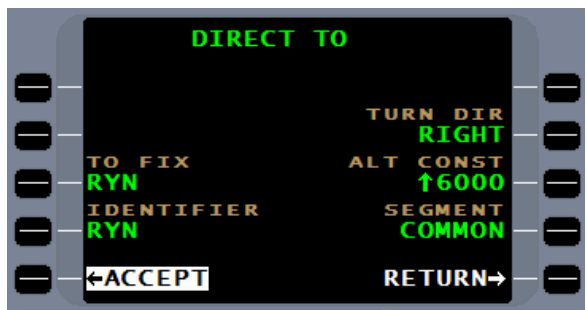 DIRECT TO
TURN DIR
RIGHT
TO FIX ALT CONST
RYN ↑6000
IDENTIFIER SEGMENT
RYN COMMON
←ACCEPT RETURN→